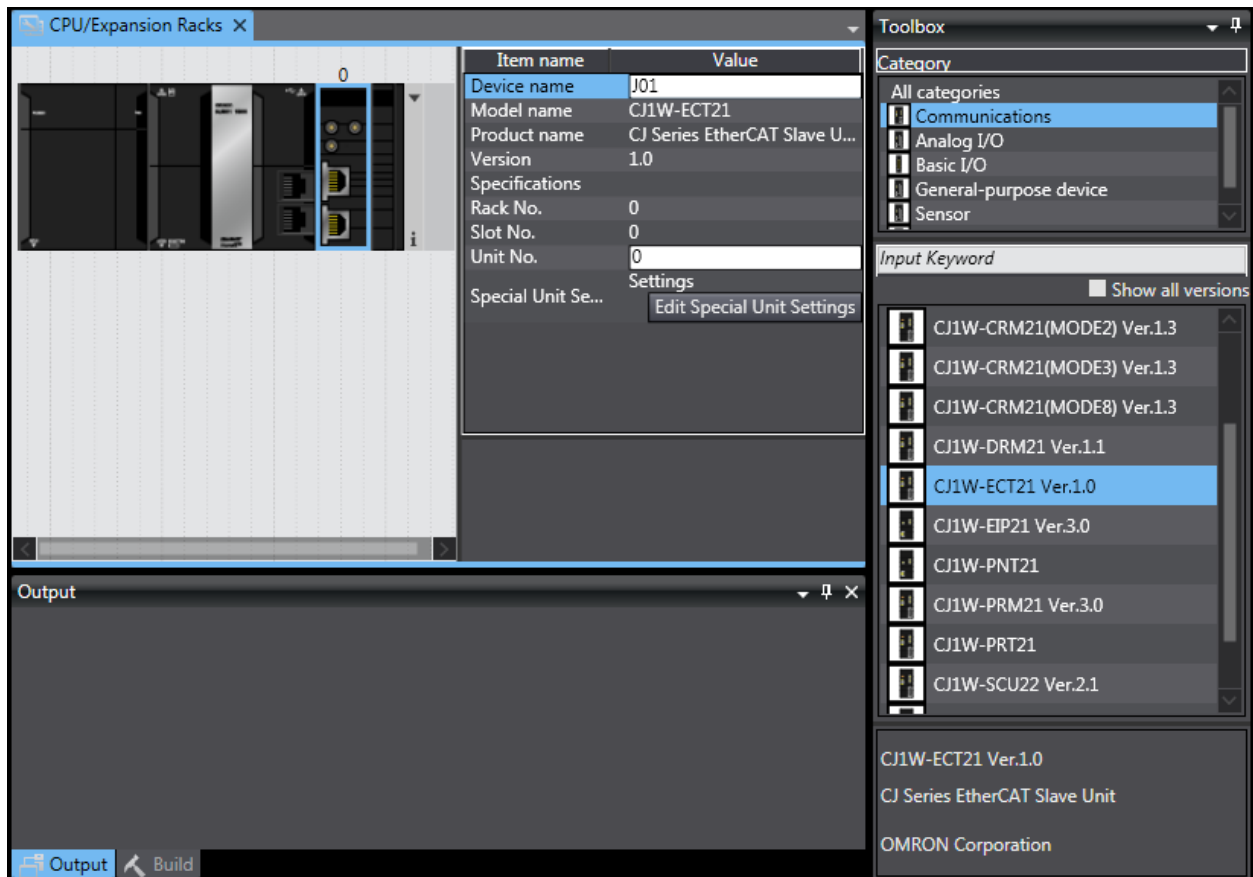 CPU/Expansion Racks
0
i
Item name Value
Device name J01
Model name CJ1W-ECT21
Product name CJ Series EtherCAT Slave U...
Version 1.0
Specifications
Rack No. 0
Slot No. 0
Unit No. 0
Special Unit Se... Settings
Edit Special Unit Settings
Output
Output Build
Toolbox
Category
All categories
Communications
Analog I/O
Basic I/O
General-purpose device
Sensor
Input Keyword
Show all versions
CJ1W-CRM21(MODE2) Ver.1.3
CJ1W-CRM21(MODE3) Ver.1.3
CJ1W-CRM21(MODE8) Ver.1.3
CJ1W-DRM21 Ver.1.1
CJ1W-ECT21 Ver.1.0
CJ1W-EIP21 Ver.3.0
CJ1W-PNT21
CJ1W-PRM21 Ver.3.0
CJ1W-PRT21
CJ1W-SCU22 Ver.2.1
CJ1W-ECT21 Ver.1.0
CJ Series EtherCAT Slave Unit
OMRON Corporation